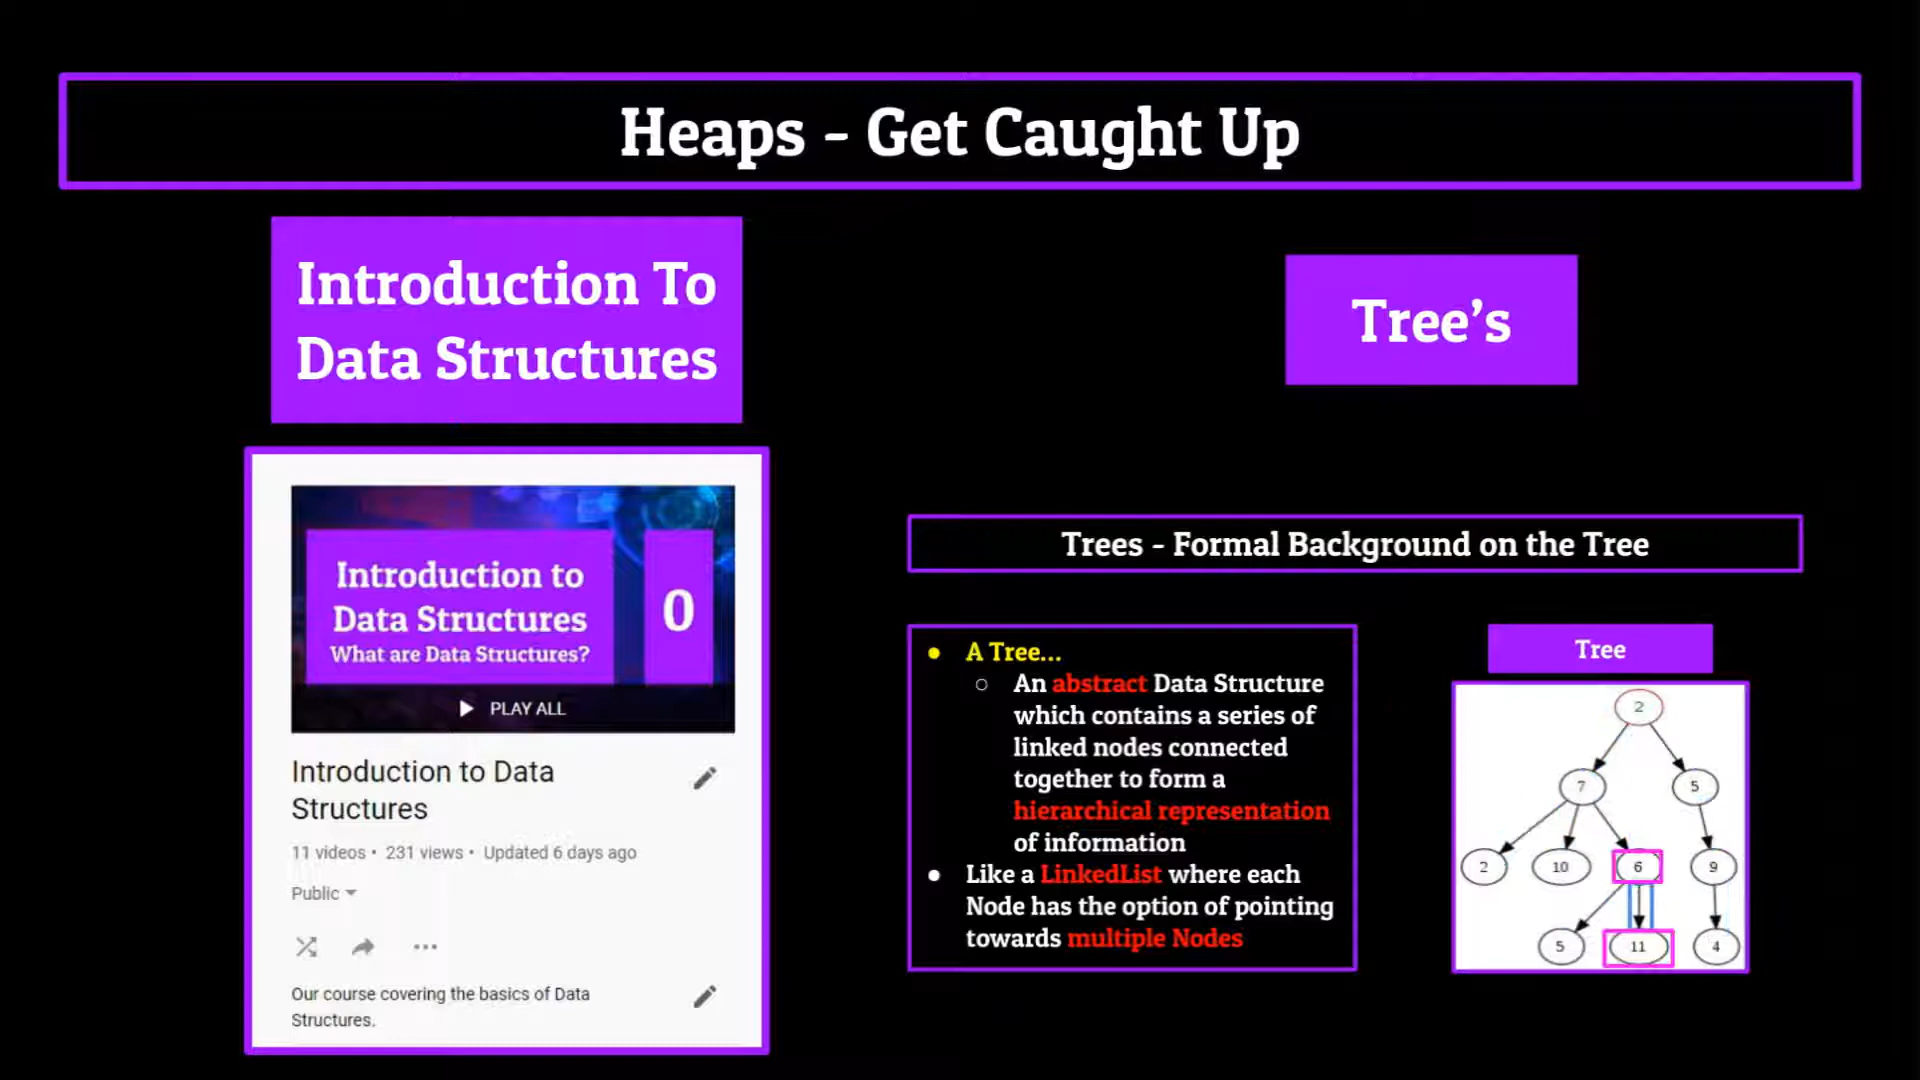 Heaps - Get Caught Up
Introduction To
Data Structures
Tree's
Introduction to
Data Structures
What are Data Structures?
0
PLAY ALL
Introduction to Data
Structures
11 videos • 231 views • Updated 6 days ago
Public
Our course covering the basics of Data
Structures.
Trees - Formal Background on the Tree
● A Tree...
○ An abstract Data Structure
which contains a series of
linked nodes connected
together to form a
hierarchical representation
of information
● Like a LinkedList where each
Node has the option of pointing
towards multiple Nodes
Tree
2
7 5
2 10 6 9
5 11 4